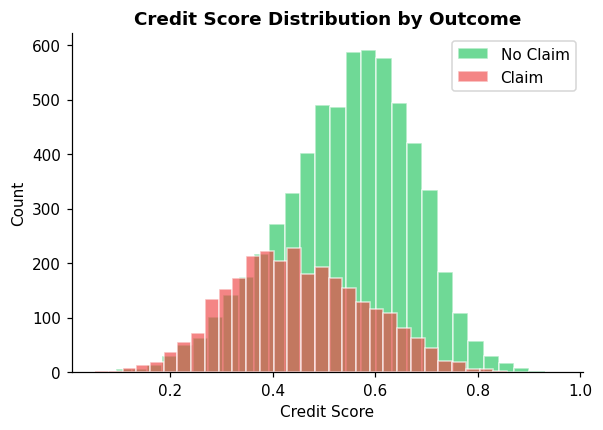 Credit Score Distribution by Outcome
No Claim
Claim
Count
600
500
400
300
200
100
0
0.2 0.4 0.6 0.8 1.0
Credit Score